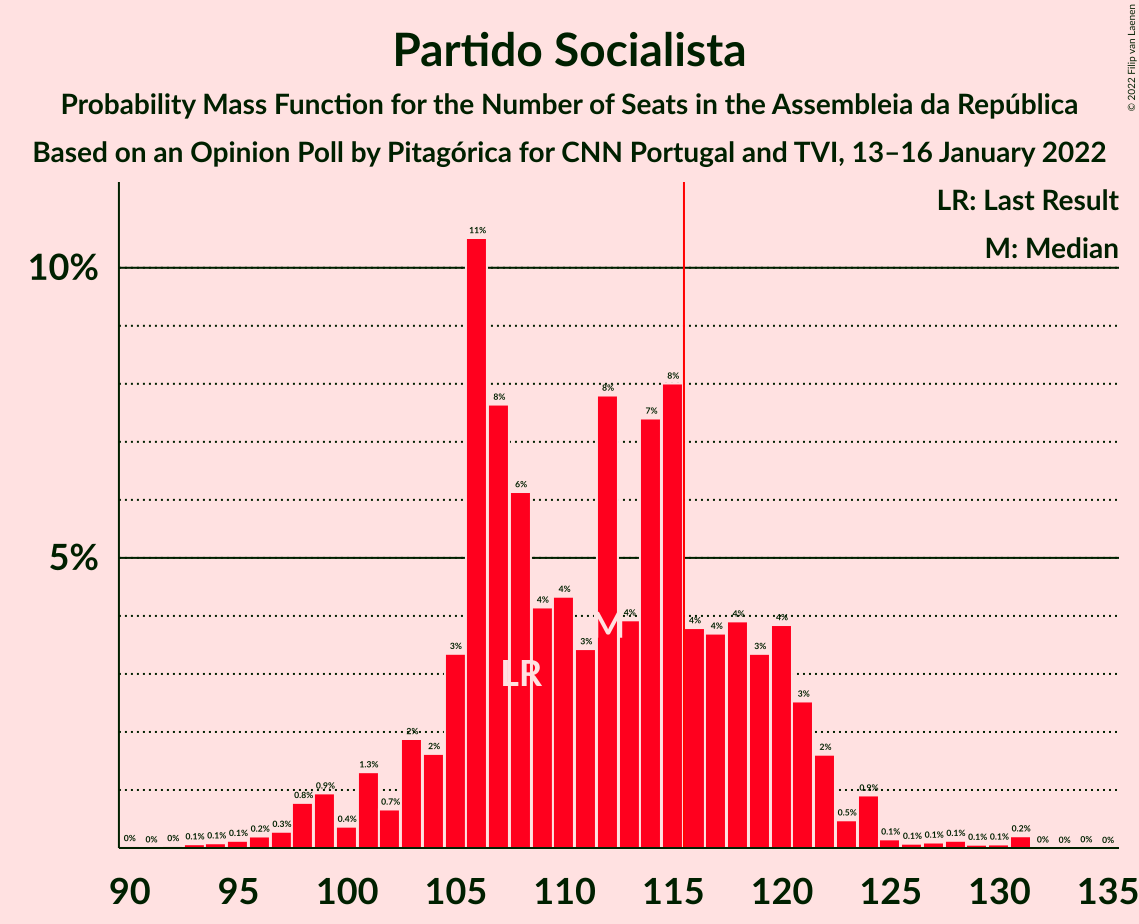 Partido Socialista
Probability Mass Function for the Number of Seats in the Assembleia da República
Based on an Opinion Poll by Pitagórica for CNN Portugal and TVI, 13–16 January 2022
© 2022 Filip van Laenen
LR: Last Result
M: Median
10%
5%
0% 0% 0% 0.1% 0.1% 0.1% 0.2% 0.3% 0.8% 0.9% 0.4% 1.3% 0.7% 2% 2% 3% 11% 8% 6% 4% 4% 3% 8% 4% 7% 8% 4% 4% 4% 3% 4% 3% 2% 0.5% 0.9% 0.1% 0.1% 0.1% 0.1% 0.1% 0.1% 0.2% 0% 0% 0% 0%
M
LR
90 95 100 105 110 115 120 125 130 135